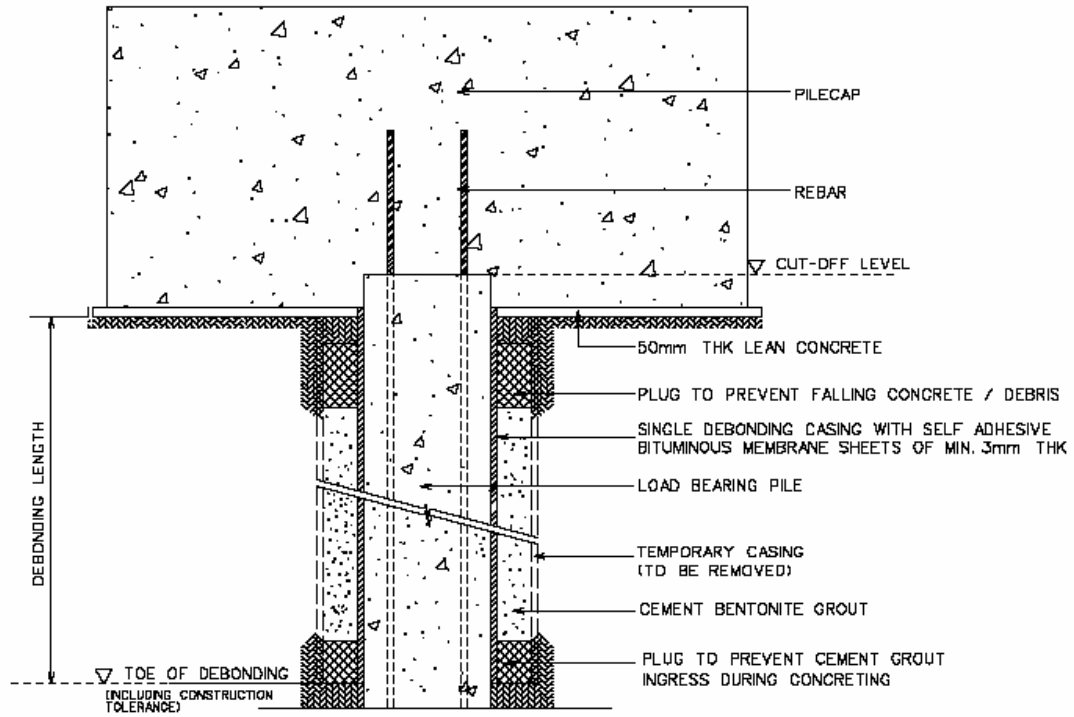 PILECAP
REBAR
CUT-OFF LEVEL
50mm THK LEAN CONCRETE
PLUG TO PREVENT FALLING CONCRETE / DEBRIS
SINGLE DEBONDING CASING WITH SELF ADHESIVE
BITUMINOUS MEMBRANE SHEETS OF MIN. 3mm THK
DEBONDING LENGTH
LOAD BEARING PILE
TEMPORARY CASING
(TO BE REMOVED)
CEMENT BENTONITE GROUT
PLUG TO PREVENT CEMENT GROUT
INGRESS DURING CONCRETING
TOE OF DEBONDING
(INCLUDING CONSTRUCTION
TOLERANCE)